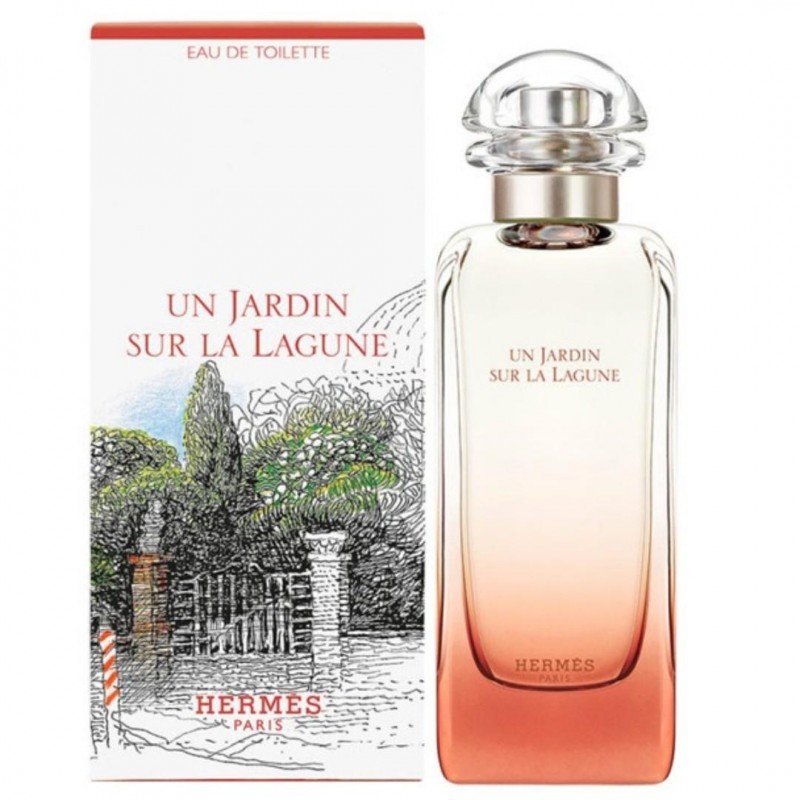 EAU DE TOILETTE
UN JARDIN
SUR LA LAGUNE
HERMÈS
PARIS
UN JARDIN
SUR LA LAGUNE
HERMÈS
PARIS